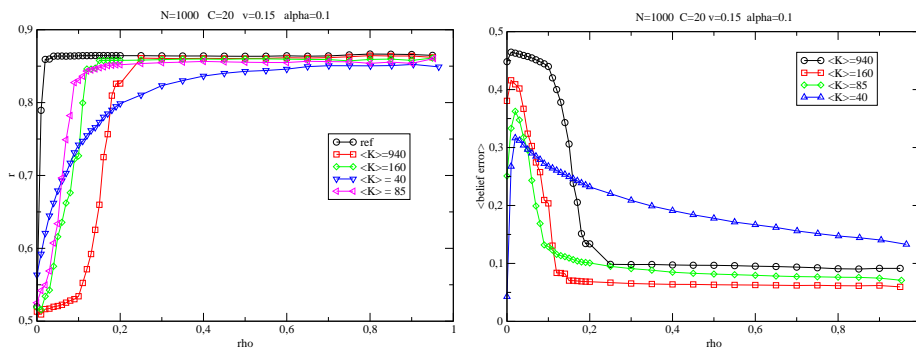 N=1000 C=20 v=0.15 alpha=0.1
0,9
0,8
0,7
0,6
0,5
r
0
0,2
0,4
0,6
0,8
1
rho
ref
<K>=940
<K>=160
<K> = 40
<K> = 85
N=1000 C=20 v=0.15 alpha=0.1
0,5
0,4
0,3
0,2
0,1
0
<belief error>
0
0,2
0,4
0,6
0,8
rho
<K>=940
<K>=160
<K>=85
<K>=40